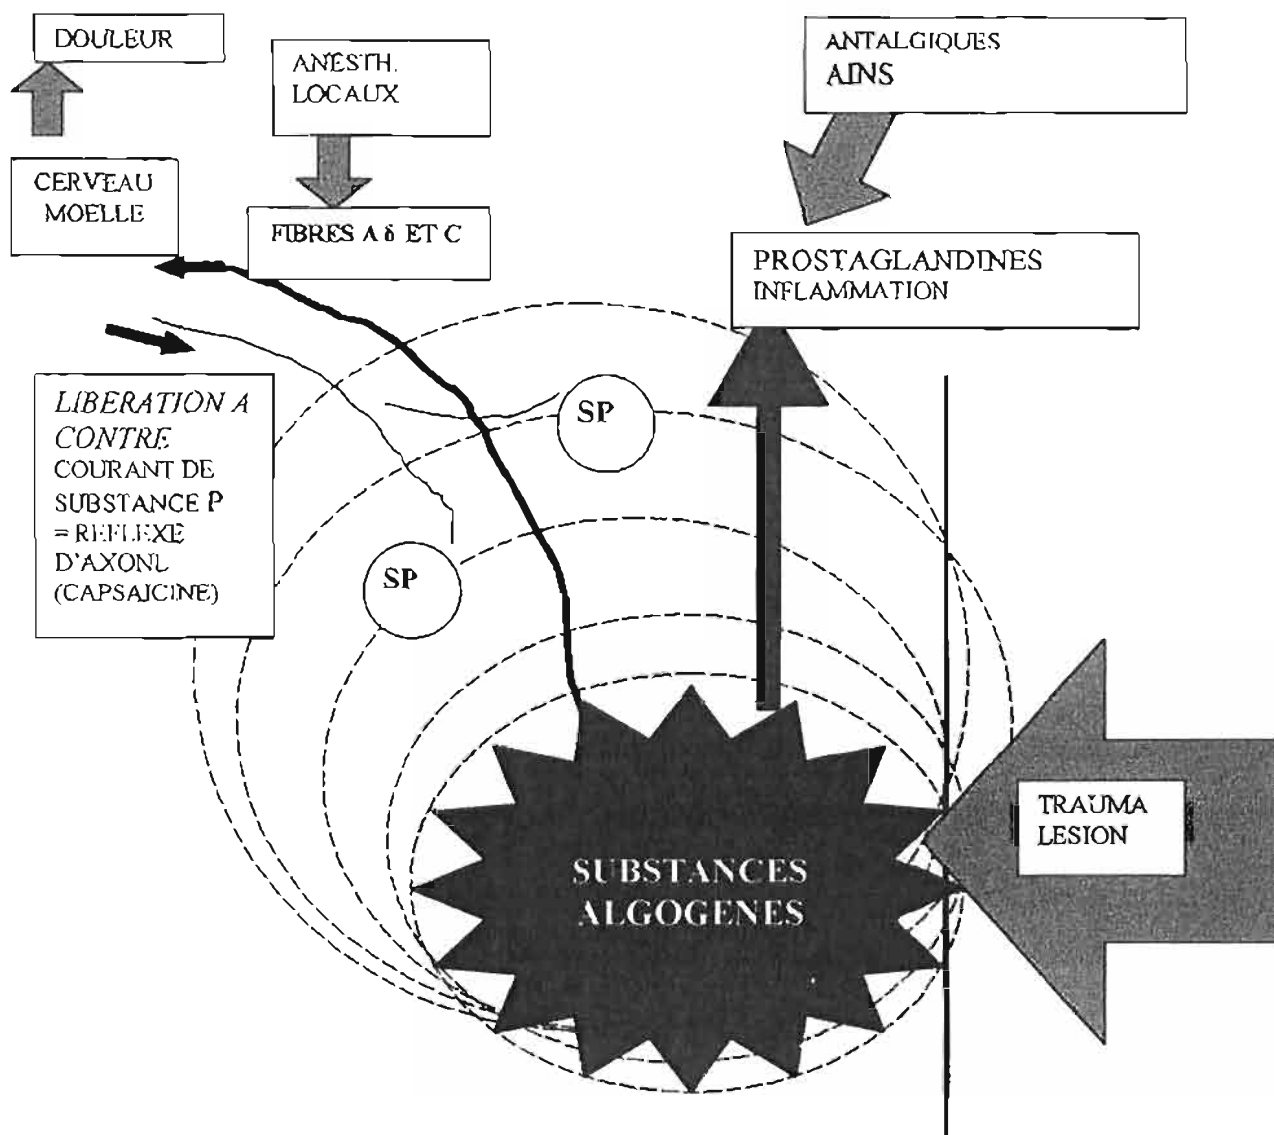 DOULEUR
ANESTH.
LOCAUX
ANTALGIQUES
AINS
CERVEAU
MOELLE
FIBRES A δ ET C
PROSTAGLANDINES
INFLAMMATION
LIBERATION A
CONTRE
COURANT DE
SUBSTANCE P
= REFLEXE
D'AXONE
(CAPSAICINE)
SP
SP
TRAUMA
LESION
SUBSTANCES
ALGOGENES